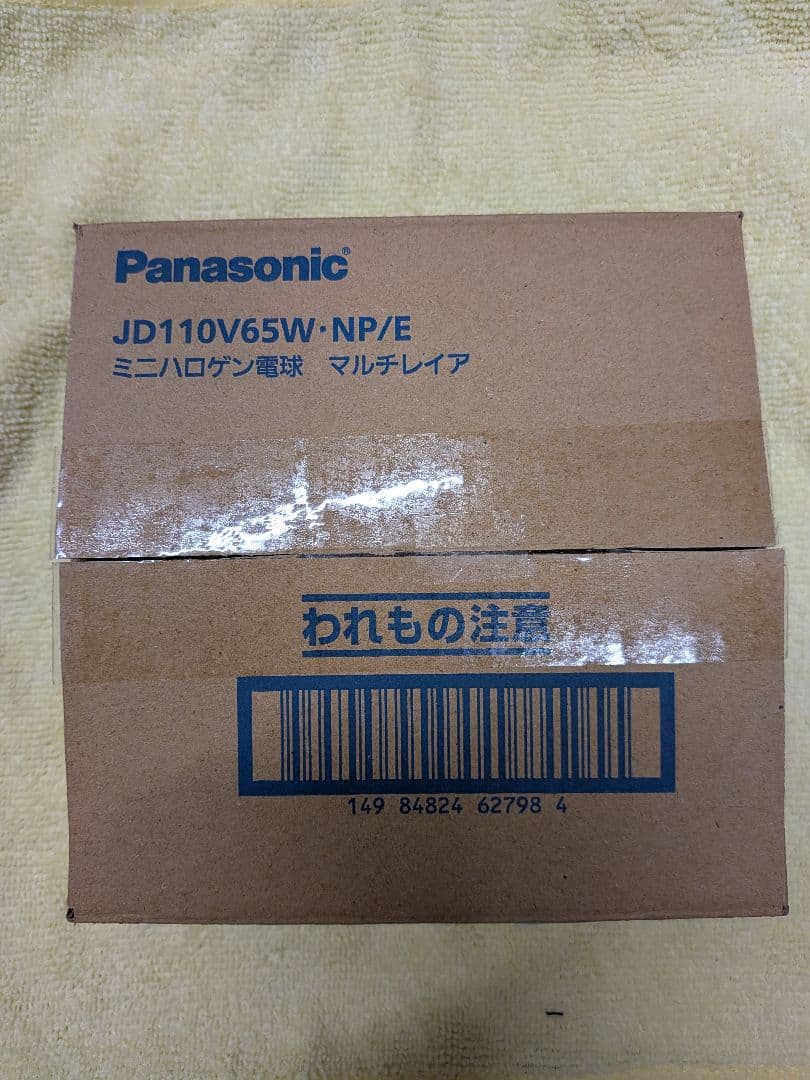 Panasonic®
JD110V65W・NP/E
ミニハロゲン電球 マルチレイア
われもの注意
149 84824 62798 4